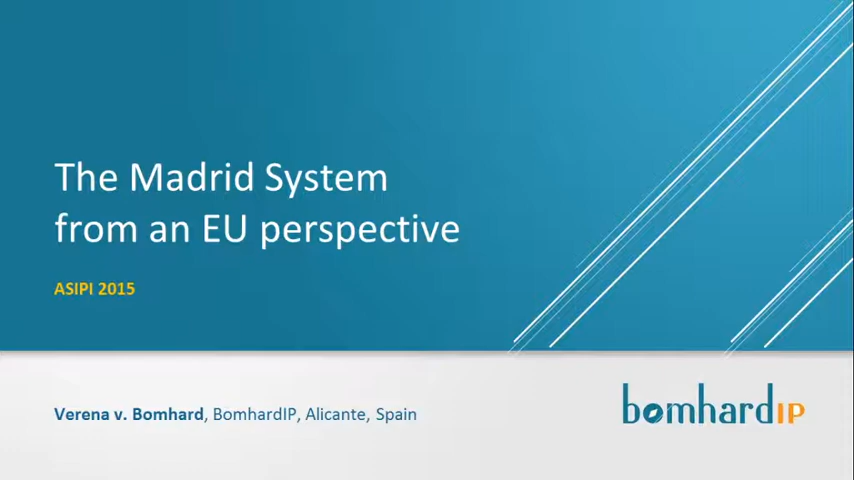 The Madrid System
from an EU perspective
ASIPI 2015
Verena v. Bomhard, BomhardIP, Alicante, Spain
bomhardIP